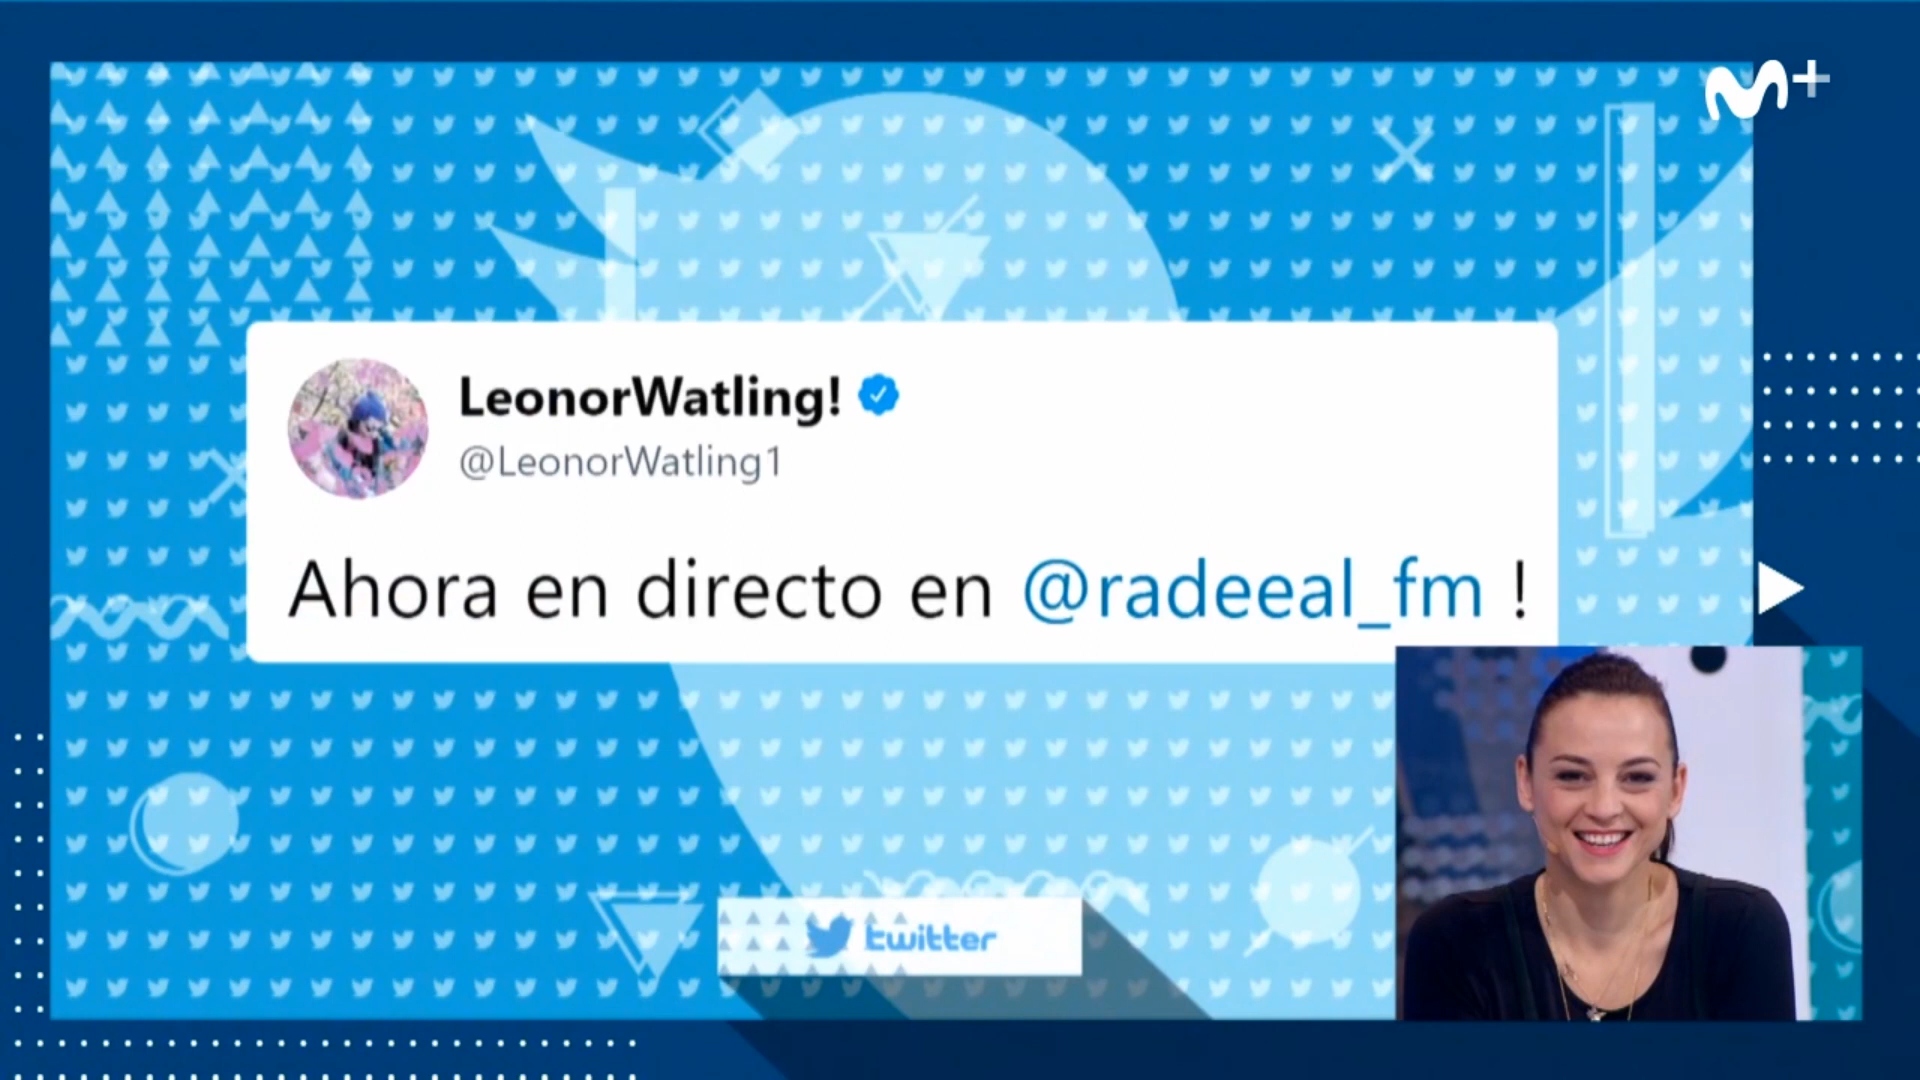 M+
LeonorWatling!
@LeonorWatling1
Ahora en directo en @radeeal_fm !
twitter